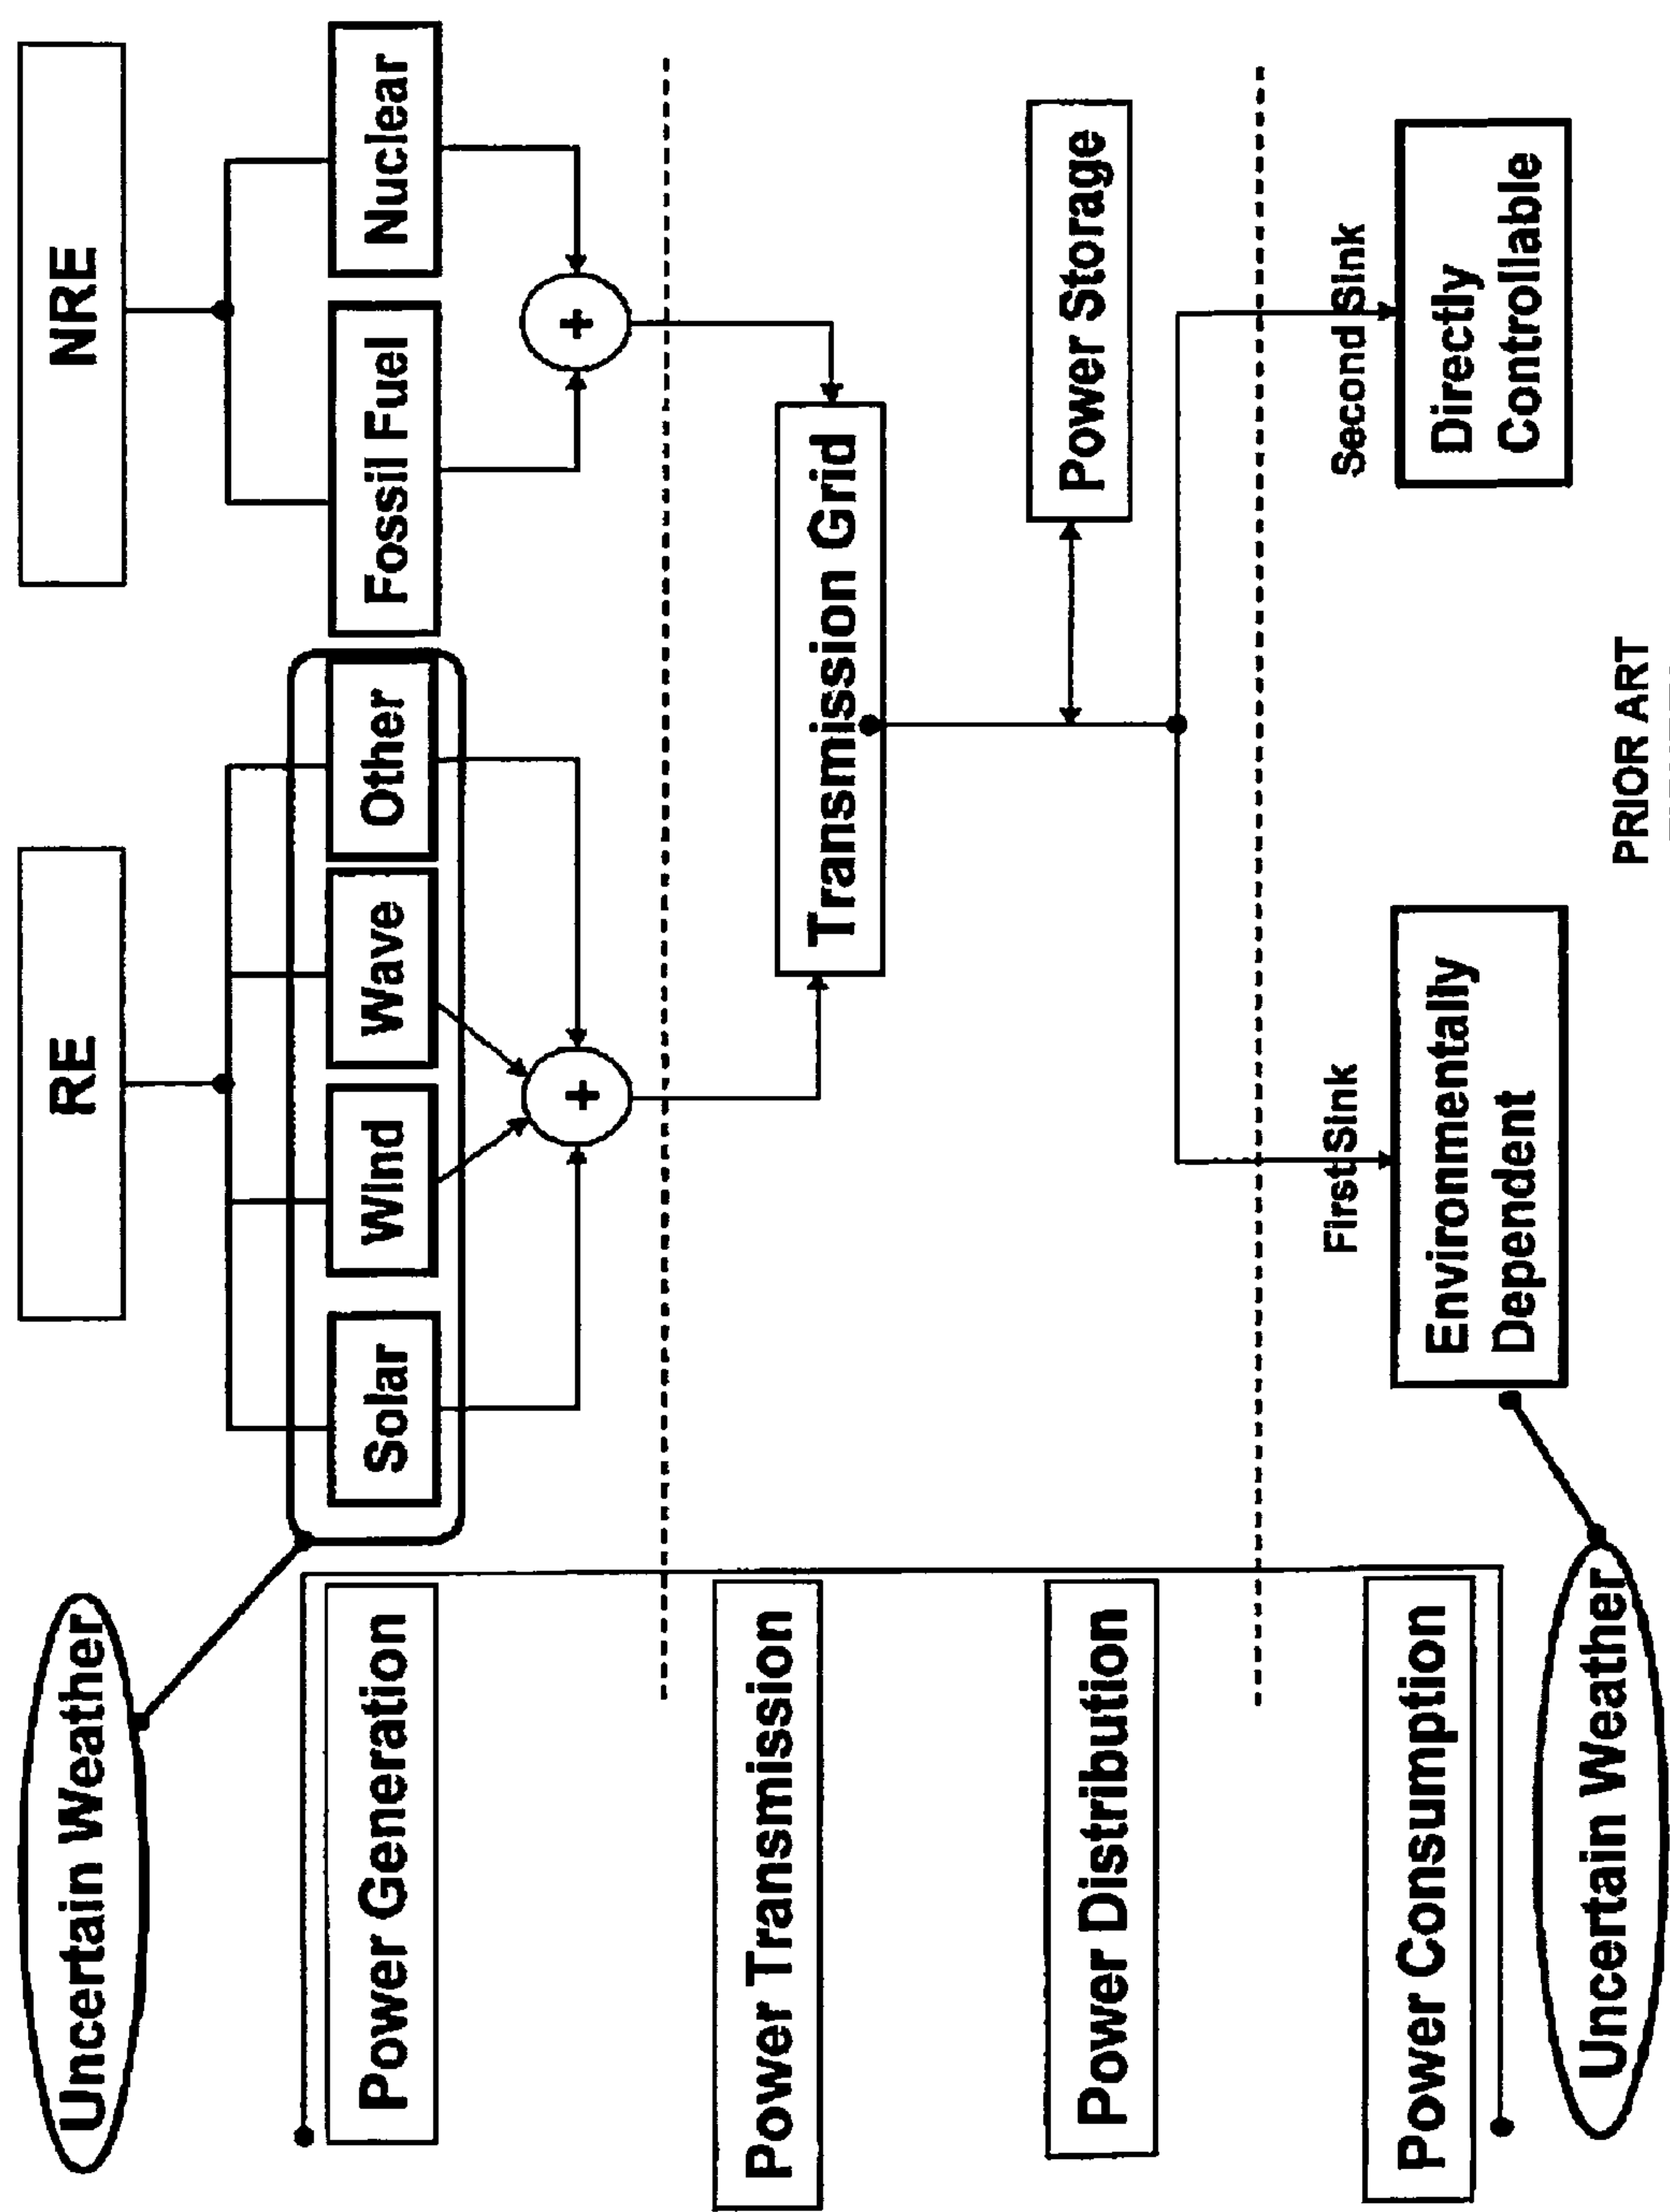 Uncertain Weather
RE
NRE
Power Generation
Solar
Wind
Wave
Other
Fossil Fuel
Nuclear
+
+
Power Transmission
Transmission Grid
Power Distribution
Power Storage
First Sink
Second Sink
Power Consumption
Environmentally
Dependent
Directly
Controllable
Uncertain Weather
PRIOR ART